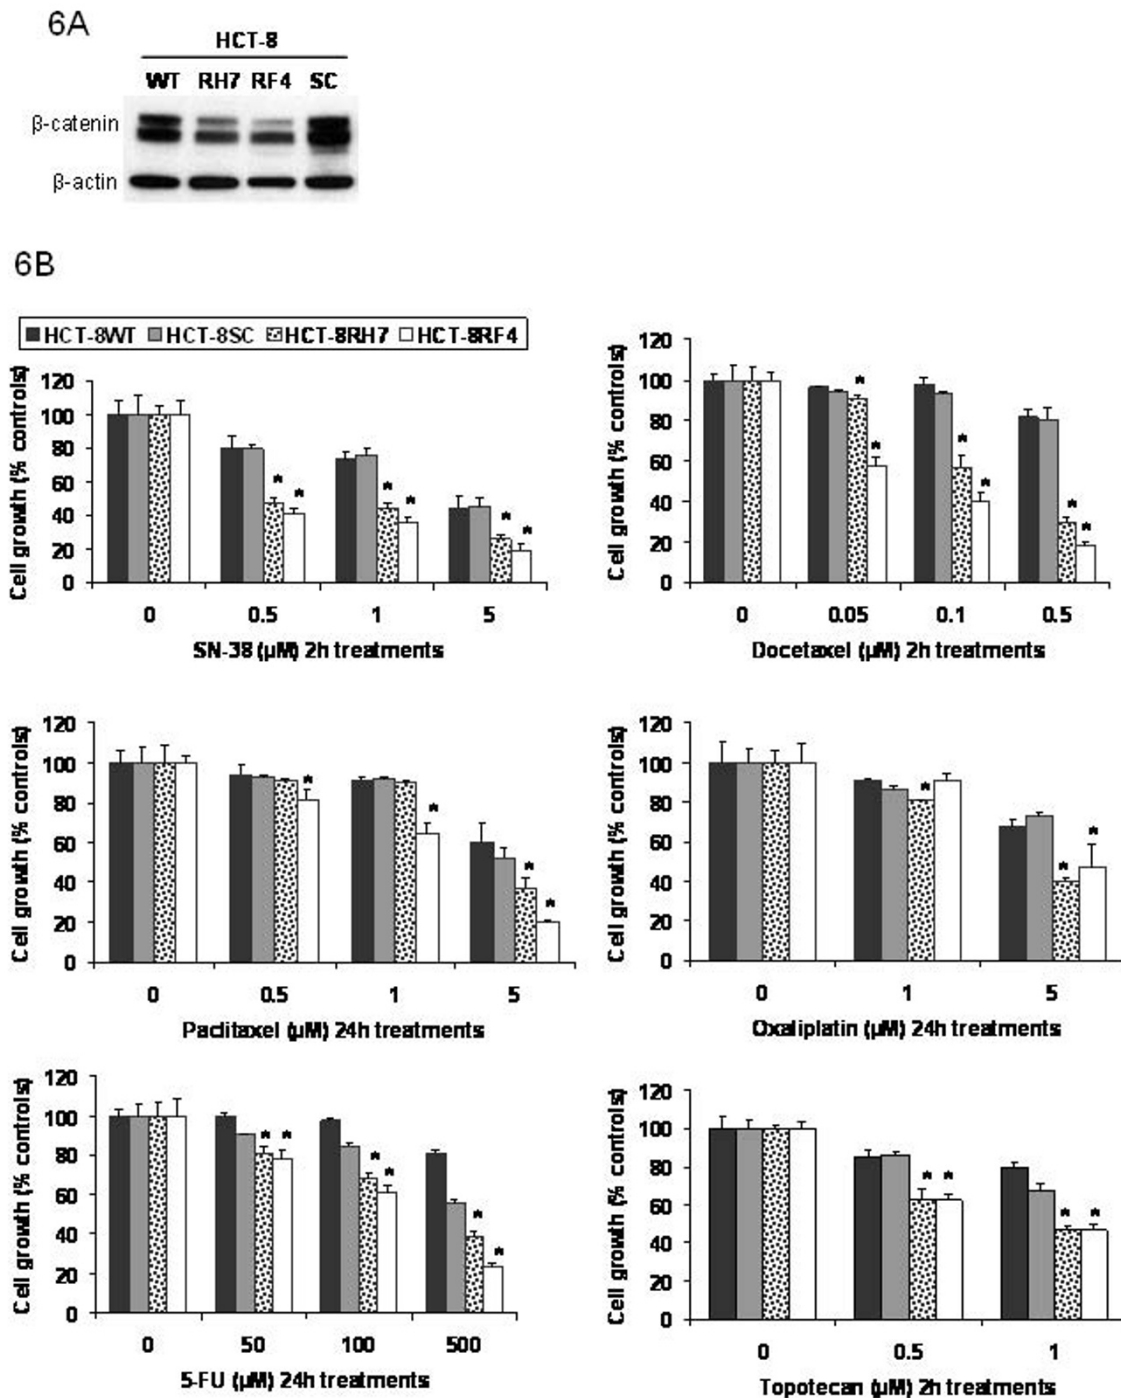 6A
HCT-8
WT RH7 RF4 SC
β-catenin
β-actin
6B
HCT-8WT HCT-8SC HCT-8RH7 HCT-8RF4
Cell growth (% controls)
120
100
80
60
40
20
0
* * * * * *
0 0.5 1 5
SN-38 (µM) 2h treatments
Cell growth (% controls)
120
100
80
60
40
20
0
* * * * * *
0 0.05 0.1 0.5
Docetaxel (µM) 2h treatments
Cell growth (% controls)
120
100
80
60
40
20
0
* * * *
0 0.5 1 5
Paclitaxel (µM) 24h treatments
Cell growth (% controls)
120
100
80
60
40
20
0
* * *
0 1 5
Oxaliplatin (µM) 24h treatments
Cell growth (% controls)
120
100
80
60
40
20
0
* * * * * *
0 50 100 500
5-FU (µM) 24h treatments
Cell growth (% controls)
120
100
80
60
40
20
0
* * * *
0 0.5 1
Topotecan (µM) 2h treatments